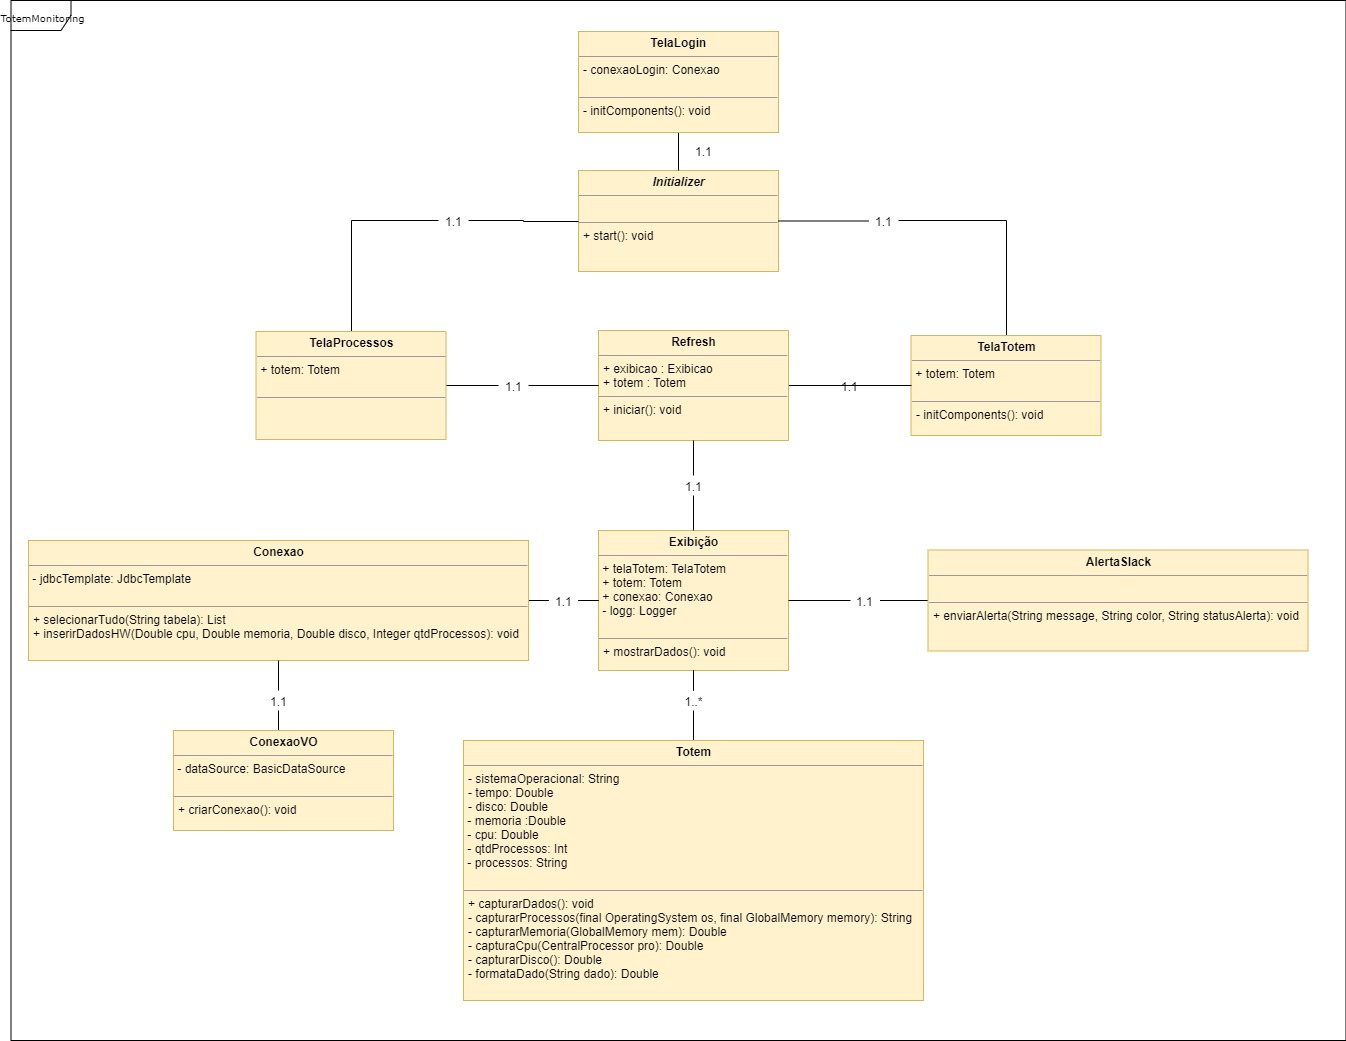 TotemMonitoring
TelaLogin
- conexaoLogin: Conexao
- initComponents(): void
1.1
Initializer
+ start(): void
1.1
1.1
TelaProcessos
+ totem: Totem
1.1
Refresh
+ exibicao : Exibicao
+ totem : Totem
+ iniciar(): void
1.1
TelaTotem
+ totem: Totem
- initComponents(): void
1.1
Conexao
- jdbcTemplate: JdbcTemplate
+ selecionarTudo(String tabela): List
+ inserirDadosHW(Double cpu, Double memoria, Double disco, Integer qtdProcessos): void
1.1
Exibição
+ telaTotem: TelaTotem
+ totem: Totem
+ conexao: Conexao
- logg: Logger
+ mostrarDados(): void
1.1
AlertaSlack
+ enviarAlerta(String message, String color, String statusAlerta): void
1.1
1..*
ConexaoVO
- dataSource: BasicDataSource
+ criarConexao(): void
Totem
- sistemaOperacional: String
- tempo: Double
- disco: Double
- memoria :Double
- cpu: Double
- qtdProcessos: Int
- processos: String
+ capturarDados(): void
- capturarProcessos(final OperatingSystem os, final GlobalMemory memory): String
- capturarMemoria(GlobalMemory mem): Double
- capturaCpu(CentralProcessor pro): Double
- capturarDisco(): Double
- formataDado(String dado): Double